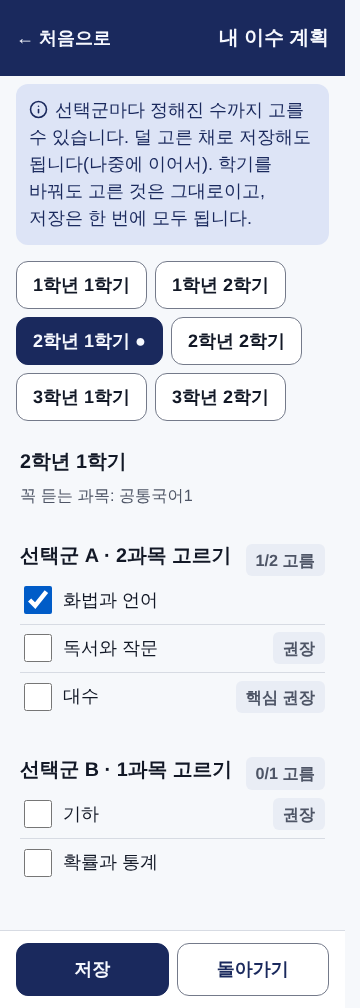 ← 처음으로
내 이수 계획
선택군마다 정해진 수까지 고를
수 있습니다. 덜 고른 채로 저장해도
됩니다(나중에 이어서). 학기를
바꿔도 고른 것은 그대로이고,
저장은 한 번에 모두 됩니다.
1학년 1학기
1학년 2학기
2학년 1학기 ●
2학년 2학기
3학년 1학기
3학년 2학기
2학년 1학기
꼭 듣는 과목: 공통국어1
선택군 A · 2과목 고르기
1/2 고름
화법과 언어
독서와 작문
권장
대수
핵심 권장
선택군 B · 1과목 고르기
0/1 고름
기하
권장
확률과 통계
저장
돌아가기